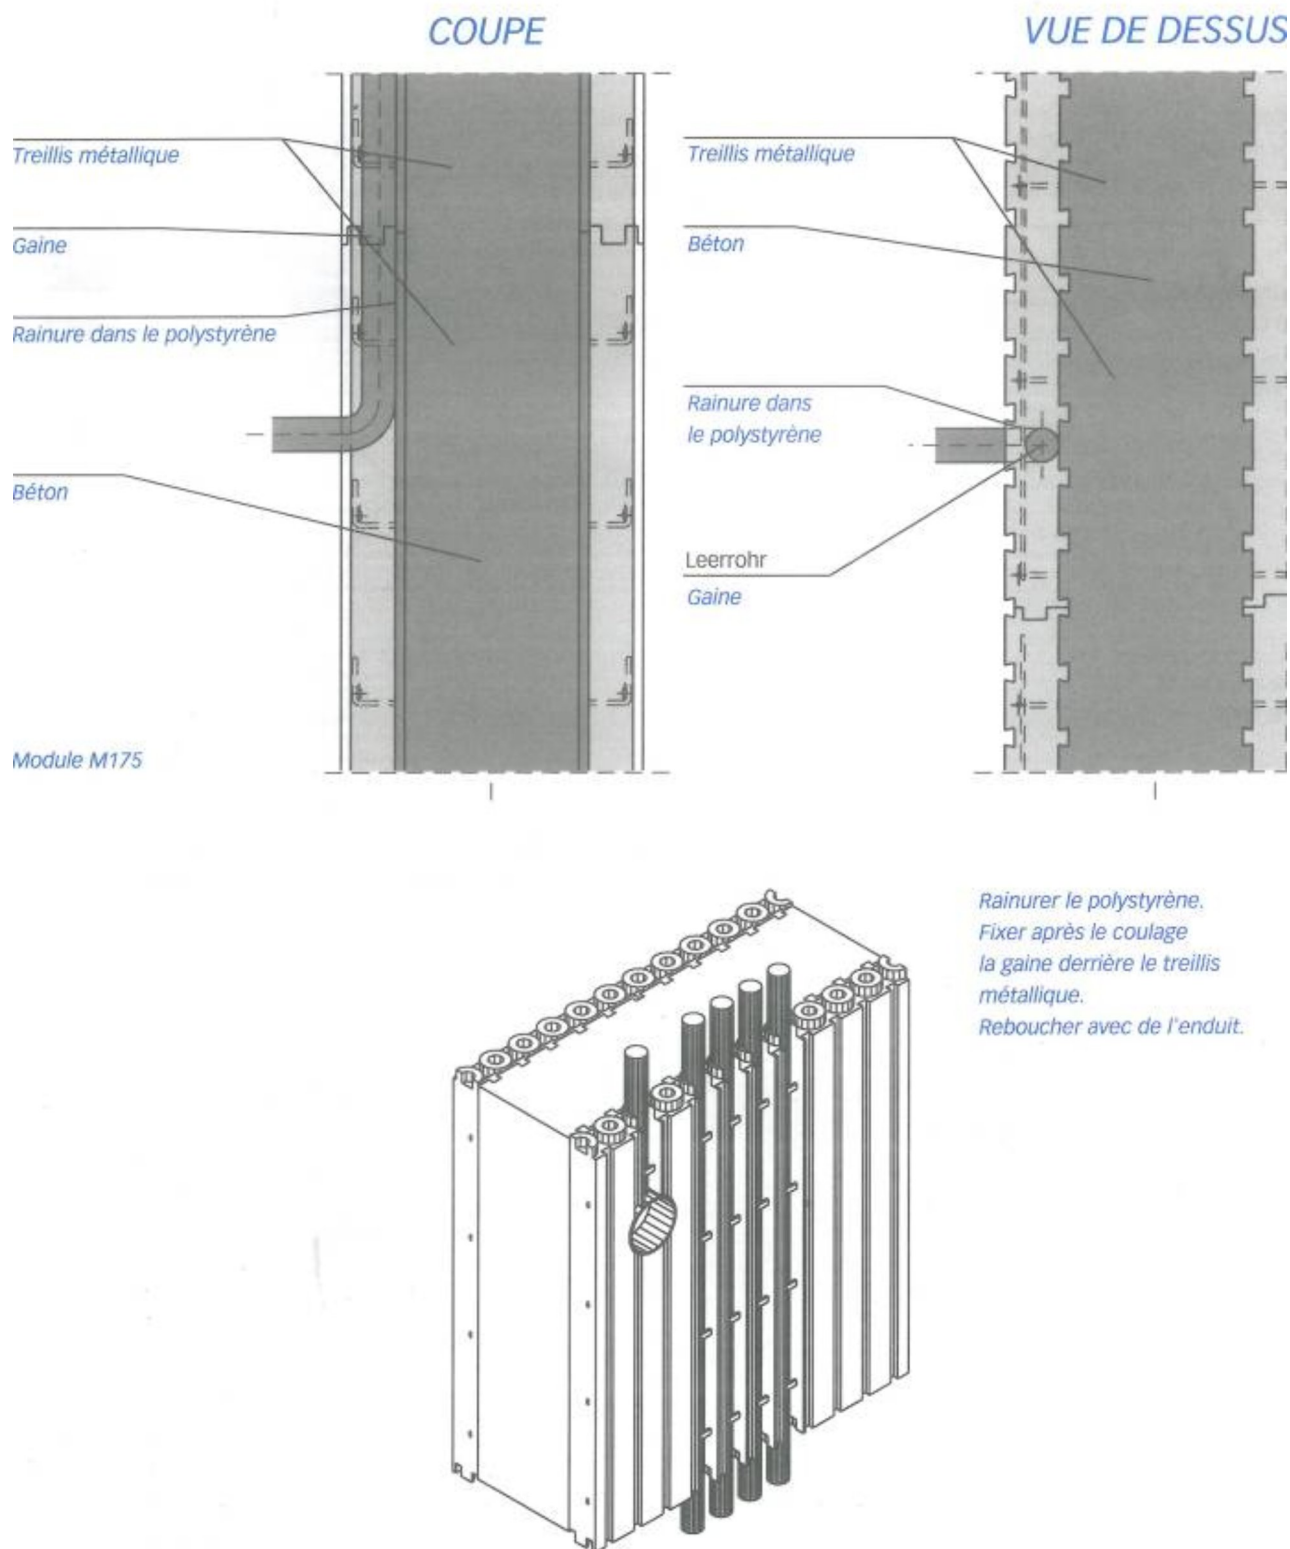 COUPE
VUE DE DESSUS
Treillis métallique
Gaine
Rainure dans le polystyrène
Béton
Module M175
Treillis métallique
Béton
Rainure dans
le polystyrène
Leerrohr
Gaine
Rainurer le polystyrène.
Fixer après le coulage
la gaine derrière le treillis
métallique.
Reboucher avec de l'enduit.